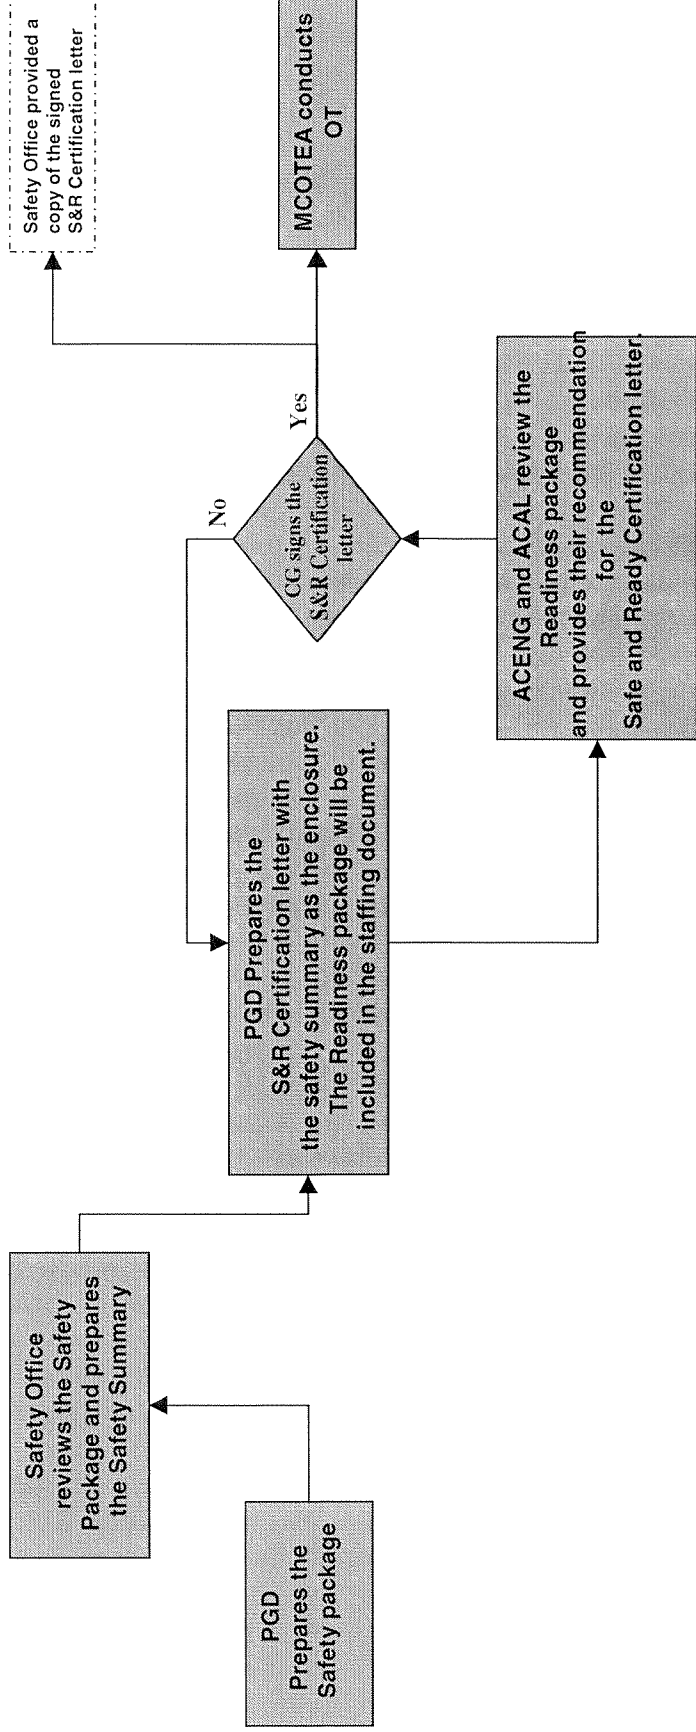 PGD
Prepares the
Safety package
Safety Office
reviews the Safety
Package and prepares
the Safety Summary
PGD Prepares the
S&R Certification letter with
the safety summary as the enclosure.
The Readiness package will be
included in the staffing document.
ACENG and ACAL review the
Readiness package
and provides their recommendation
for the
Safe and Ready Certification letter.
CG signs the
S&R Certification
letter
No
Yes
Safety Office provided a
copy of the signed
S&R Certification letter
MCOTEA conducts
OT